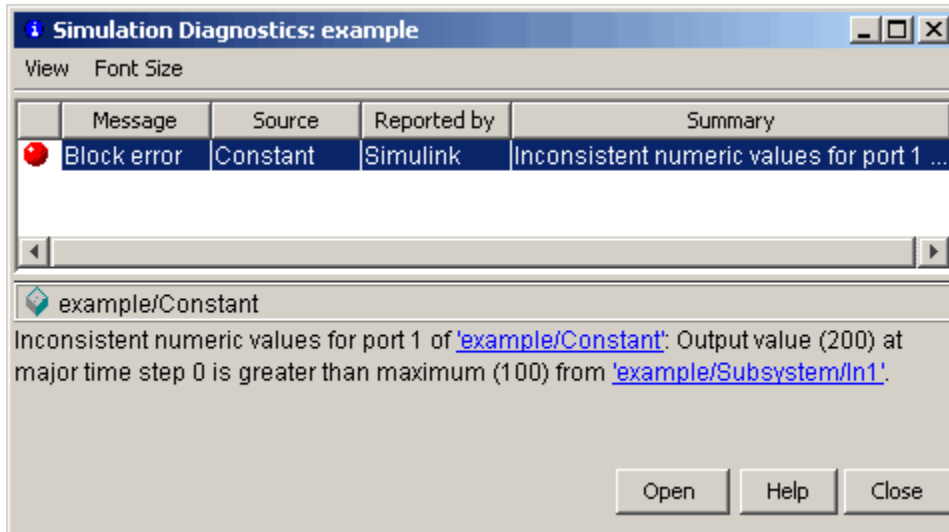 Simulation Diagnostics: example
View Font Size
Message Source Reported by Summary
Block error Constant Simulink Inconsistent numeric values for port 1 ...
example/Constant
Inconsistent numeric values for port 1 of 'example/Constant': Output value (200) at
major time step 0 is greater than maximum (100) from 'example/Subsystem/In1'.
Open Help Close